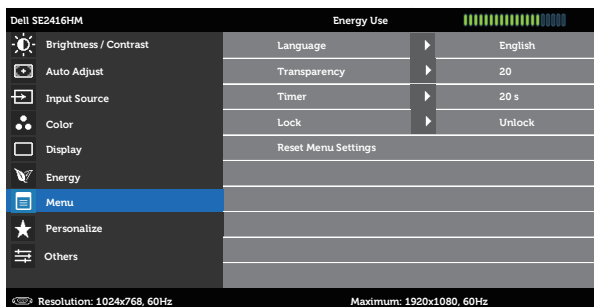 Dell SE2416HM Energy Use
Brightness / Contrast Language English
Auto Adjust Transparency 20
Input Source Timer 20 s
Color Lock Unlock
Display Reset Menu Settings
Energy
Menu
Personalize
Others
Resolution: 1024x768, 60Hz Maximum: 1920x1080, 60Hz